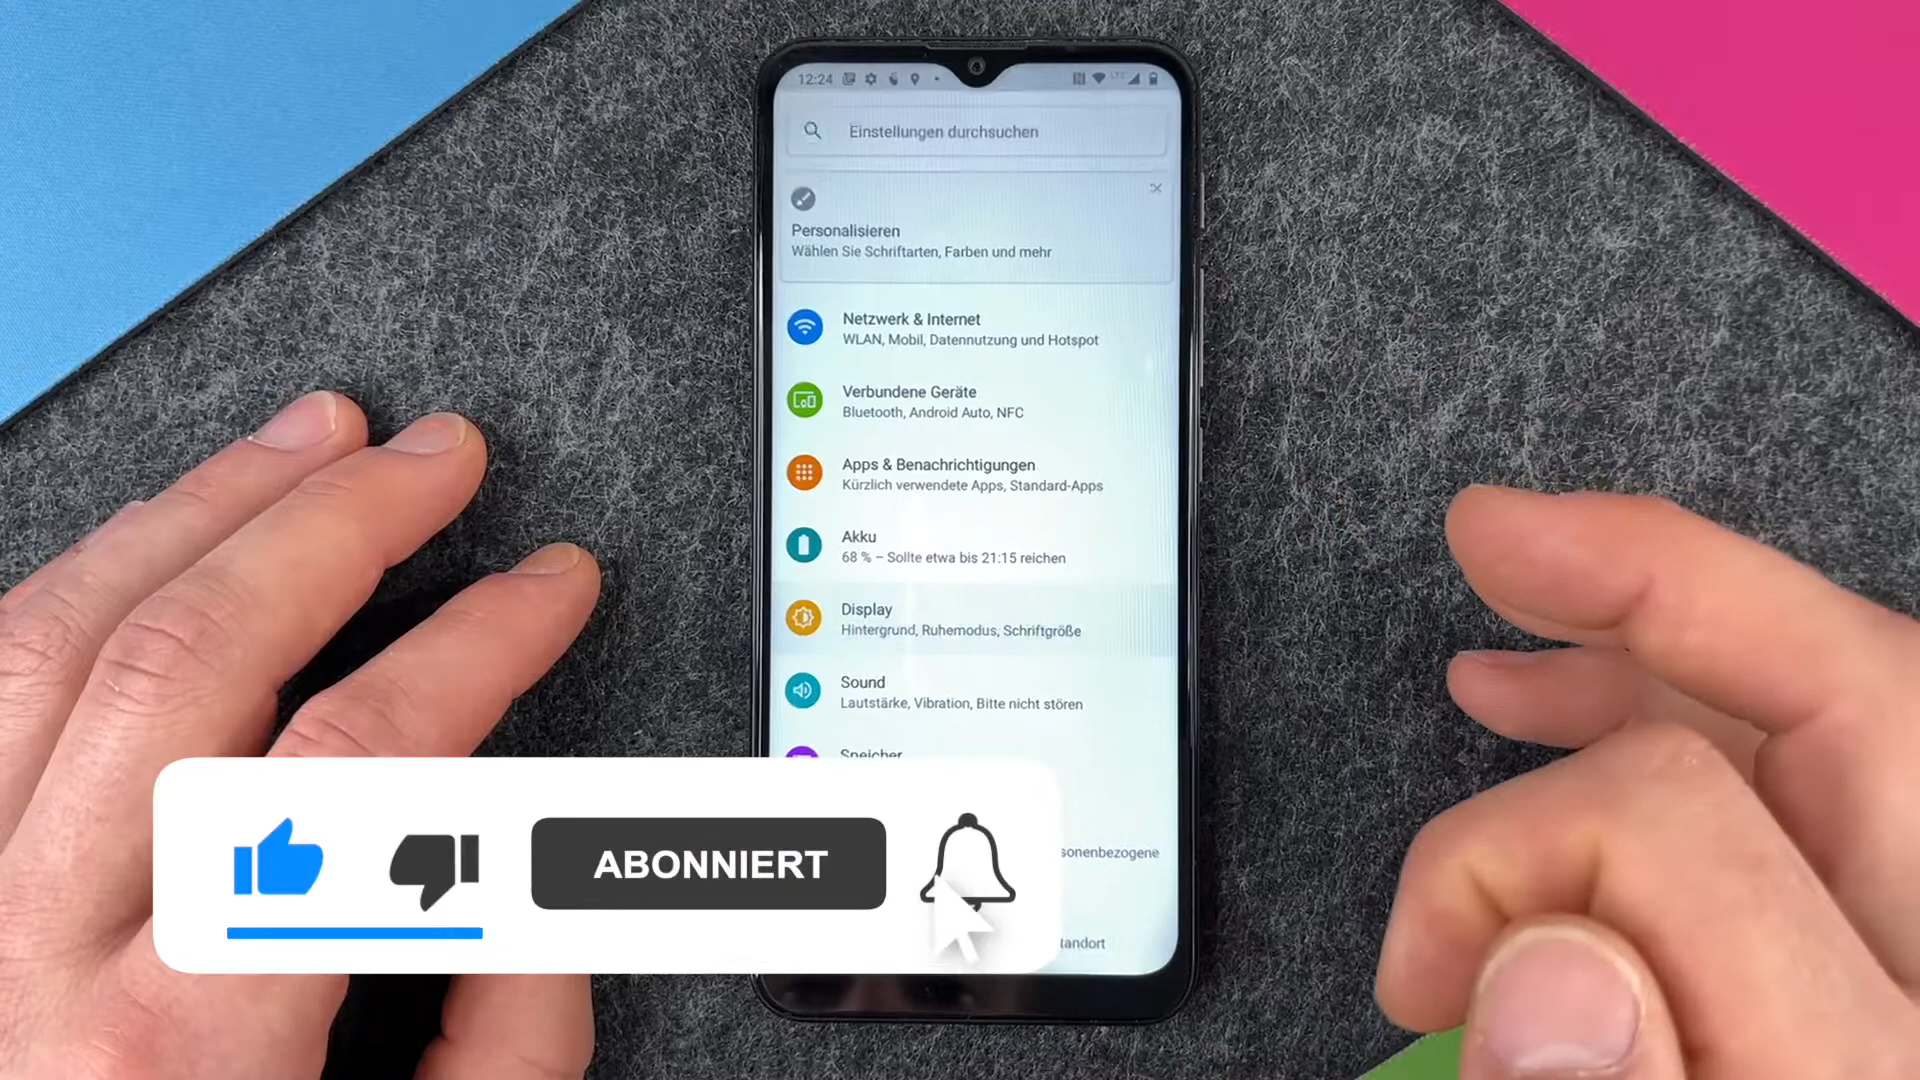 12:24
LTE
Einstellungen durchsuchen
Personalisieren
Wählen Sie Schriftarten, Farben und mehr
Netzwerk & Internet
WLAN, Mobil, Datennutzung und Hotspot
Verbundene Geräte
Bluetooth, Android Auto, NFC
Apps & Benachrichtigungen
Kürzlich verwendete Apps, Standard-Apps
Akku
68 % – Sollte etwa bis 21:15 reichen
Display
Hintergrund, Ruhemodus, Schriftgröße
Sound
Lautstärke, Vibration, Bitte nicht stören
Speicher
sonenbezogene
ABONNIERT
tandort